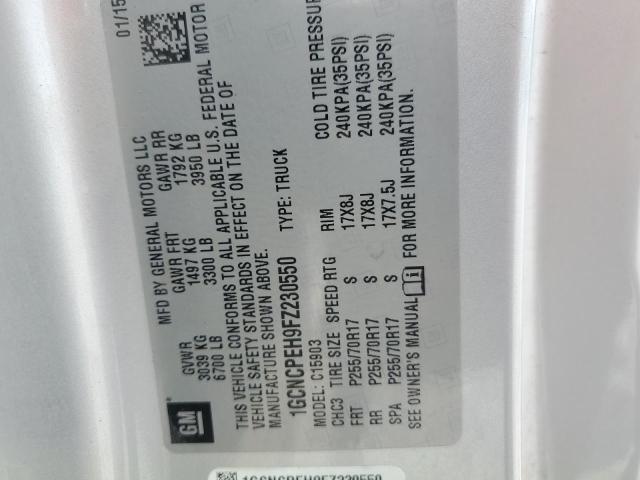 01/15
MFD BY GENERAL MOTORS LLC
GVWR GAWR FRT GAWR RR
3039 KG 1497 KG 1792 KG
6700 LB 3300 LB 3950 LB
THIS VEHICLE CONFORMS TO ALL APPLICABLE U.S. FEDERAL MOTOR
VEHICLE SAFETY STANDARDS IN EFFECT ON THE DATE OF
MANUFACTURE SHOWN ABOVE.
1GCNCPEH9FZ230550 TYPE: TRUCK
MODEL: C15903
CHC3 TIRE SIZE SPEED RTG RIM COLD TIRE PRESSUR
FRT P255/70R17 S 17X8J 240KPA(35PSI)
RR P255/70R17 S 17X8J 240KPA(35PSI)
SPA P255/70R17 S 17X7.5J 240KPA(35PSI)
SEE OWNER'S MANUAL FOR MORE INFORMATION.
GM
1GCNCPEH9FZ230550